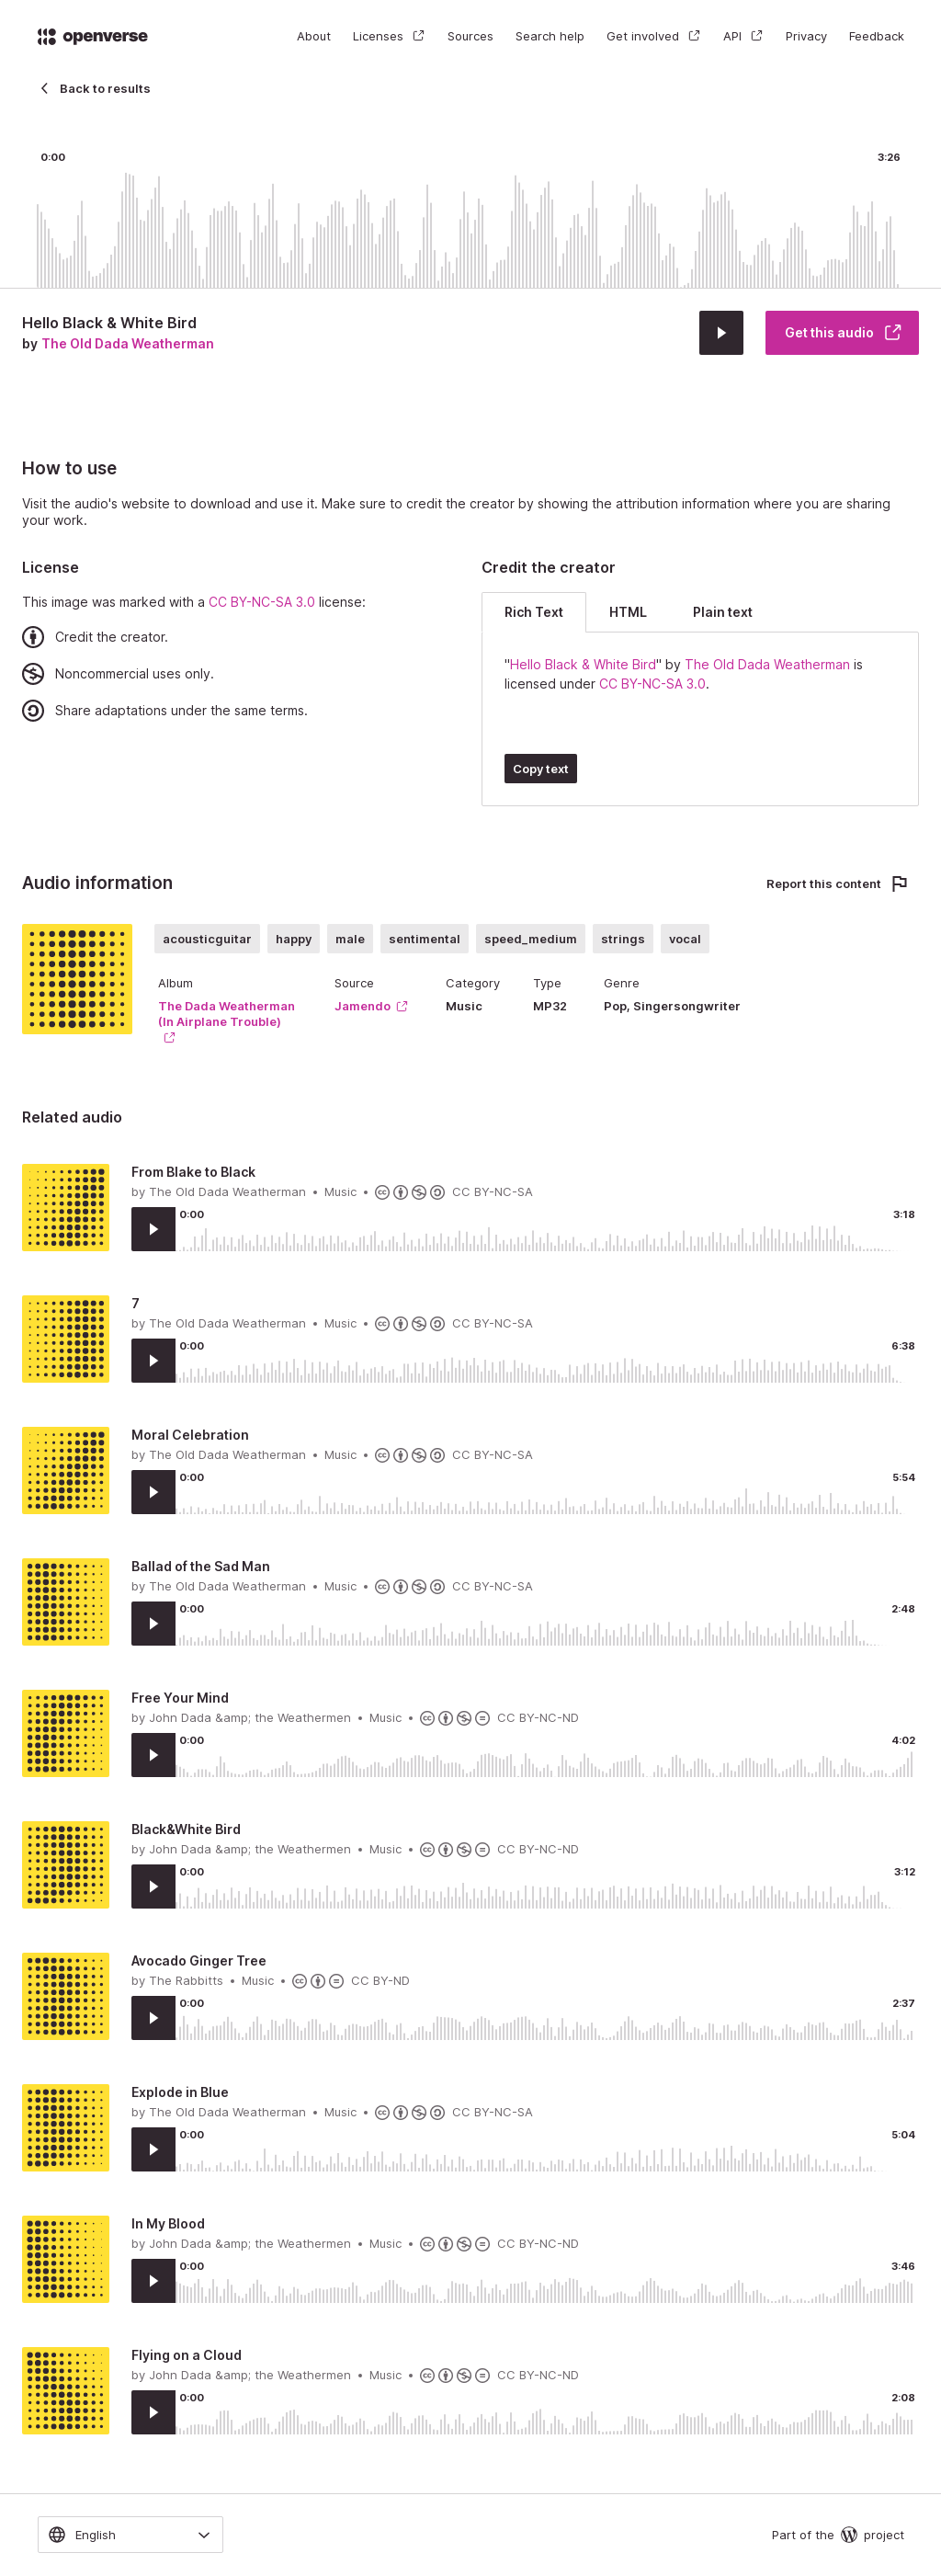 openverse
About Licenses Sources Search help Get involved API Privacy Feedback
Back to results
0:00 3:26
Hello Black & White Bird
by The Old Dada Weatherman
Get this audio
How to use
Visit the audio's website to download and use it. Make sure to credit the creator by showing the attribution information where you are sharing
your work.
License
This image was marked with a CC BY-NC-SA 3.0 license:
Credit the creator.
Noncommercial uses only.
Share adaptations under the same terms.
Credit the creator
Rich Text HTML Plain text
"Hello Black & White Bird" by The Old Dada Weatherman is
licensed under CC BY-NC-SA 3.0.
Copy text
Audio information
Report this content
acousticguitar happy male sentimental speed_medium strings vocal
Album Source Category Type Genre
The Dada Weatherman Jamendo Music MP32 Pop, Singersongwriter
(In Airplane Trouble)
Related audio
From Blake to Black
by The Old Dada Weatherman • Music • CC BY-NC-SA
0:00 3:18
7
by The Old Dada Weatherman • Music • CC BY-NC-SA
0:00 6:38
Moral Celebration
by The Old Dada Weatherman • Music • CC BY-NC-SA
0:00 5:54
Ballad of the Sad Man
by The Old Dada Weatherman • Music • CC BY-NC-SA
0:00 2:48
Free Your Mind
by John Dada &amp; the Weathermen • Music • CC BY-NC-ND
0:00 4:02
Black&White Bird
by John Dada &amp; the Weathermen • Music • CC BY-NC-ND
0:00 3:12
Avocado Ginger Tree
by The Rabbitts • Music • CC BY-ND
0:00 2:37
Explode in Blue
by The Old Dada Weatherman • Music • CC BY-NC-SA
0:00 5:04
In My Blood
by John Dada &amp; the Weathermen • Music • CC BY-NC-ND
0:00 3:46
Flying on a Cloud
by John Dada &amp; the Weathermen • Music • CC BY-NC-ND
0:00 2:08
English
Part of the project